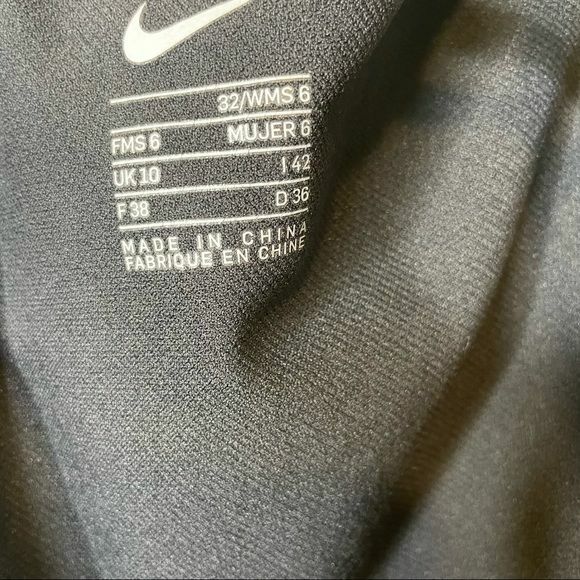 32/WMS 6
FMS 6 MUJER 6
UK 10 I 42
F 38 D 36
MADE IN CHINA
FABRIQUE EN CHINE